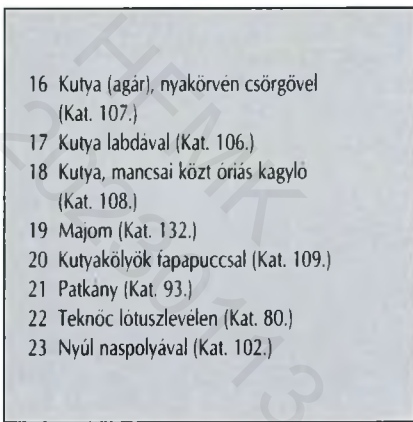 16 Kutya (agár), nyakörvén csörgővel
(Kat. 107.)
17 Kutya labdával (Kat. 106.)
18 Kutya, mancsai közt óriás kagyló
(Kat. 108.)
19 Majom (Kat. 132.)
20 Kutyakölyök fapapuccsal (Kat. 109.)
21 Patkány (Kat. 93.)
22 Teknőc lótuszlevélen (Kat. 80.)
23 Nyúl naspolyával (Kat. 102.)
HFMK
20230113